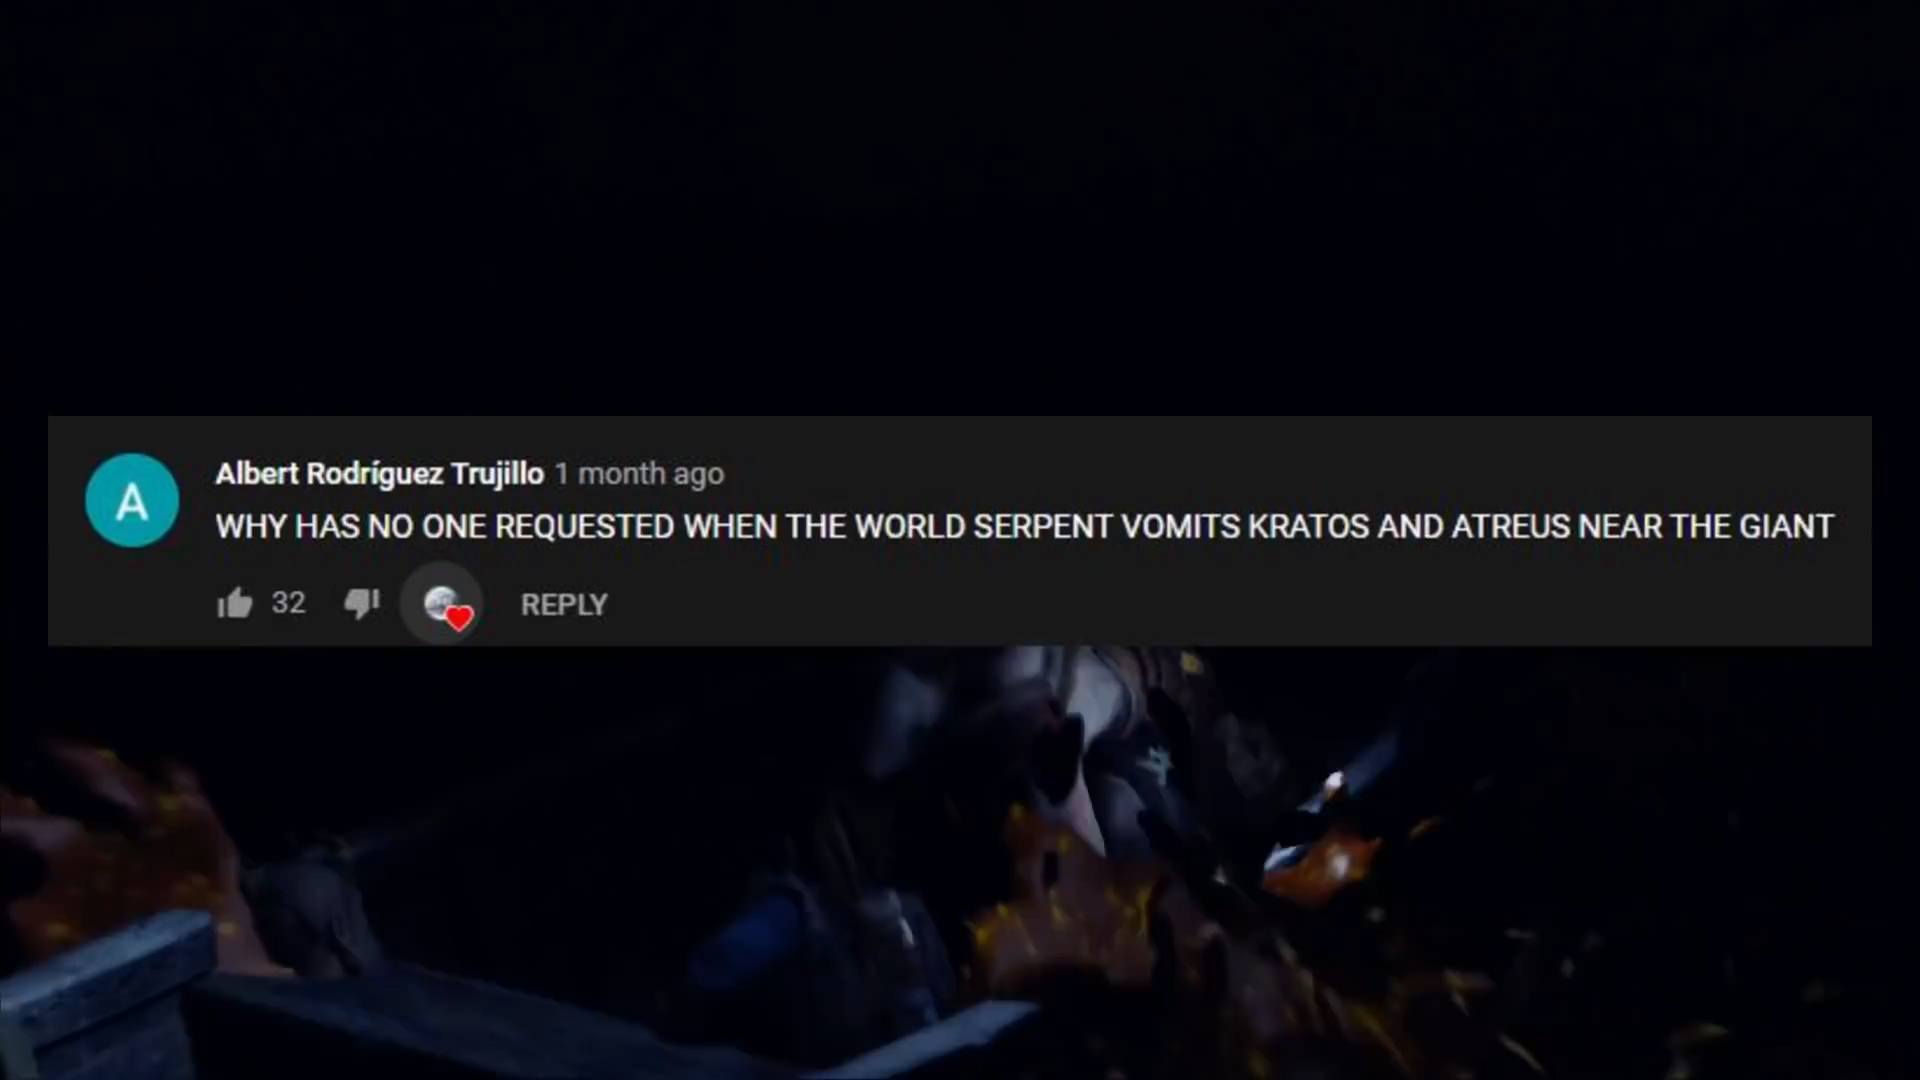 A
Albert Rodríguez Trujillo 1 month ago
WHY HAS NO ONE REQUESTED WHEN THE WORLD SERPENT VOMITS KRATOS AND ATREUS NEAR THE GIANT
32 REPLY